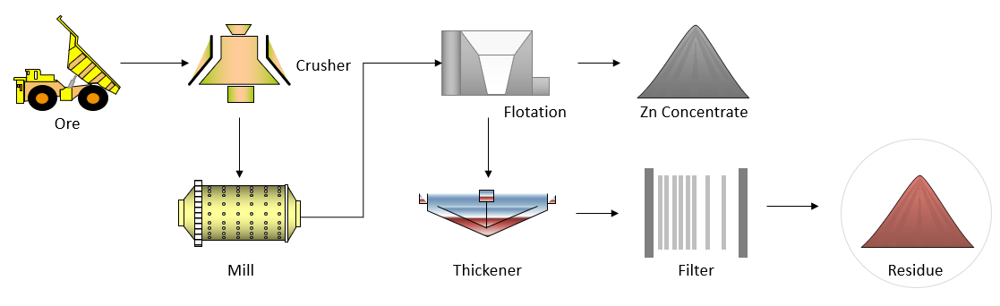 Crusher
Ore
Flotation
Zn Concentrate
Mill
Thickener
Filter
Residue